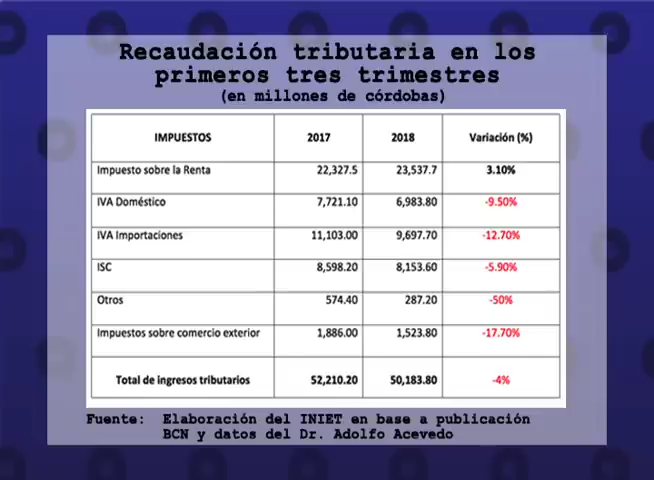 Recaudación tributaria en los
primeros tres trimestres
(en millones de córdobas)
IMPUESTOS 2017 2018 Variación (%)
Impuesto sobre la Renta 22,327.5 23,537.7 3.10%
IVA Doméstico 7,721.10 6,983.80 -9.50%
IVA Importaciones 11,103.00 9,697.70 -12.70%
ISC 8,598.20 8,153.60 -5.90%
Otros 574.40 287.20 -50%
Impuestos sobre comercio exterior 1,886.00 1,523.80 -17.70%
Total de ingresos tributarios 52,210.20 50,183.80 -4%
Fuente: Elaboración del INIET en base a publicación
BCN y datos del Dr. Adolfo Acevedo